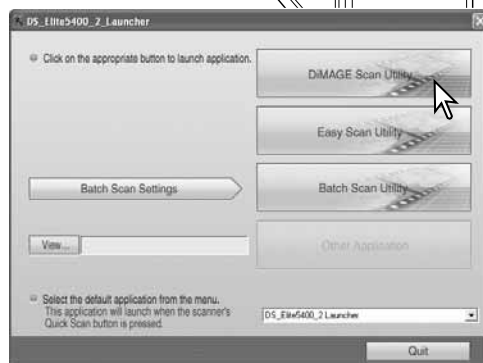 DS_Elite5400_2_Launcher
Click on the appropriate button to launch application.
DiMAGE Scan Utility
Easy Scan Utility
Batch Scan Settings
Batch Scan Utility
View...
Other Application
Select the default application from the menu.
This application will launch when the scanner's
Quick Scan button is pressed.
DS_Elite5400_2 Launcher
Quit